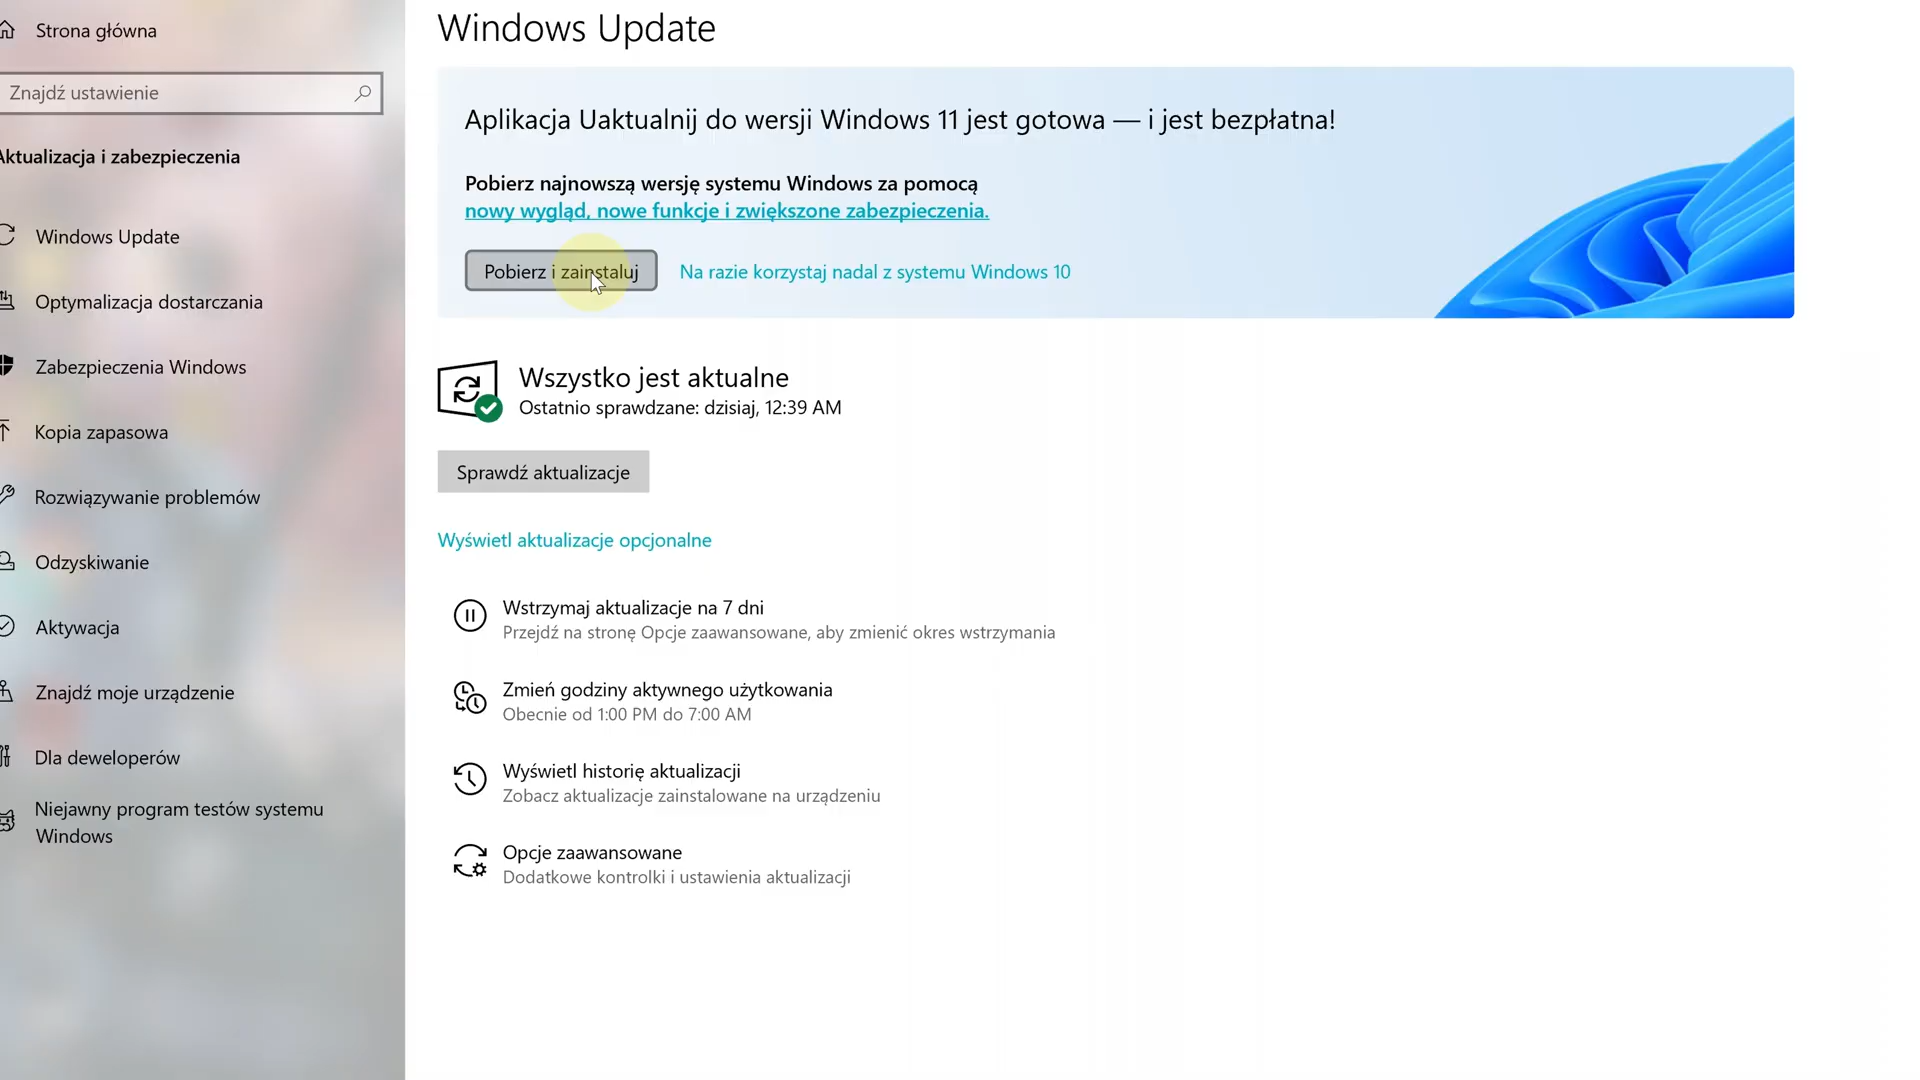 Strona główna
Znajdź ustawienie
Aktualizacja i zabezpieczenia
Windows Update
Optymalizacja dostarczania
Zabezpieczenia Windows
Kopia zapasowa
Rozwiązywanie problemów
Odzyskiwanie
Aktywacja
Znajdź moje urządzenie
Dla deweloperów
Niejawny program testów systemu
Windows
Windows Update
Aplikacja Uaktualnij do wersji Windows 11 jest gotowa — i jest bezpłatna!
Pobierz najnowszą wersję systemu Windows za pomocą
nowy wygląd, nowe funkcje i zwiększone zabezpieczenia.
Pobierz i zainstaluj
Na razie korzystaj nadal z systemu Windows 10
Wszystko jest aktualne
Ostatnio sprawdzane: dzisiaj, 12:39 AM
Sprawdź aktualizacje
Wyświetl aktualizacje opcjonalne
Wstrzymaj aktualizacje na 7 dni
Przejdź na stronę Opcje zaawansowane, aby zmienić okres wstrzymania
Zmień godziny aktywnego użytkowania
Obecnie od 1:00 PM do 7:00 AM
Wyświetl historię aktualizacji
Zobacz aktualizacje zainstalowane na urządzeniu
Opcje zaawansowane
Dodatkowe kontrolki i ustawienia aktualizacji